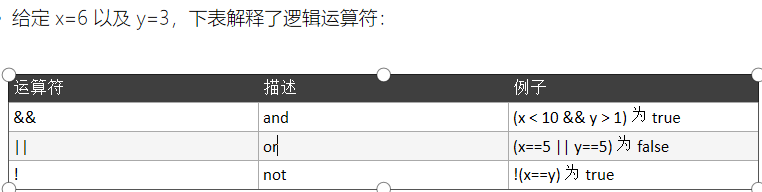 给定 x=6 以及 y=3，下表解释了逻辑运算符：
运算符 描述 例子
&& and (x < 10 && y > 1) 为 true
|| or (x==5 || y==5) 为 false
! not !(x==y) 为 true